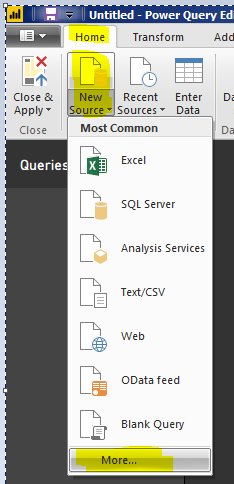 Untitled - Power Query Edi
Home Transform Add
Close & Apply
New Source
Recent Sources
Enter Data
Da
Close
Most Common
Queries
Excel
SQL Server
Analysis Services
Text/CSV
Web
OData feed
Blank Query
More...